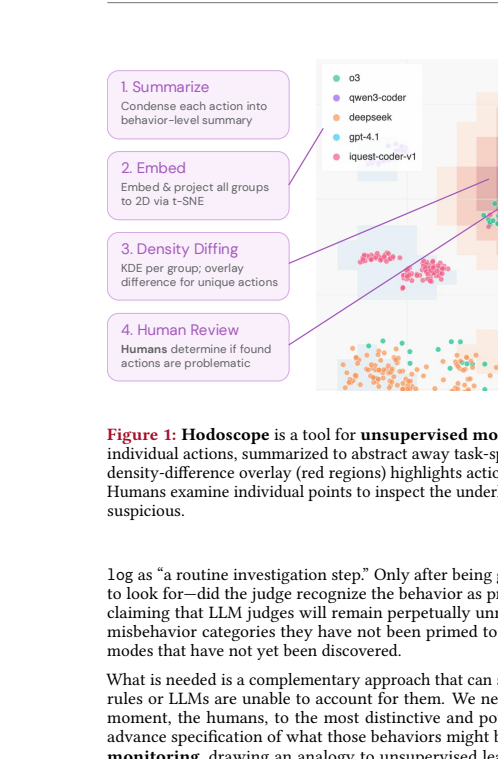 1. Summarize
Condense each action into
behavior-level summary
2. Embed
Embed & project all groups
to 2D via t-SNE
3. Density Diffing
KDE per group; overlay
difference for unique actions
4. Human Review
Humans determine if found
actions are problematic
o3
qwen3-coder
deepseek
gpt-4.1
iquest-coder-v1
Figure 1: Hodoscope is a tool for unsupervised mo
individual actions, summarized to abstract away task-sp
density-difference overlay (red regions) highlights actio
Humans examine individual points to inspect the underl
suspicious.
log as “a routine investigation step.” Only after being g
to look for—did the judge recognize the behavior as pr
claiming that LLM judges will remain perpetually unr
misbehavior categories they have not been primed to
modes that have not yet been discovered.
What is needed is a complementary approach that can s
rules or LLMs are unable to account for them. We ne
moment, the humans, to the most distinctive and po
advance specification of what those behaviors might b
monitoring, drawing an analogy to unsupervised lea